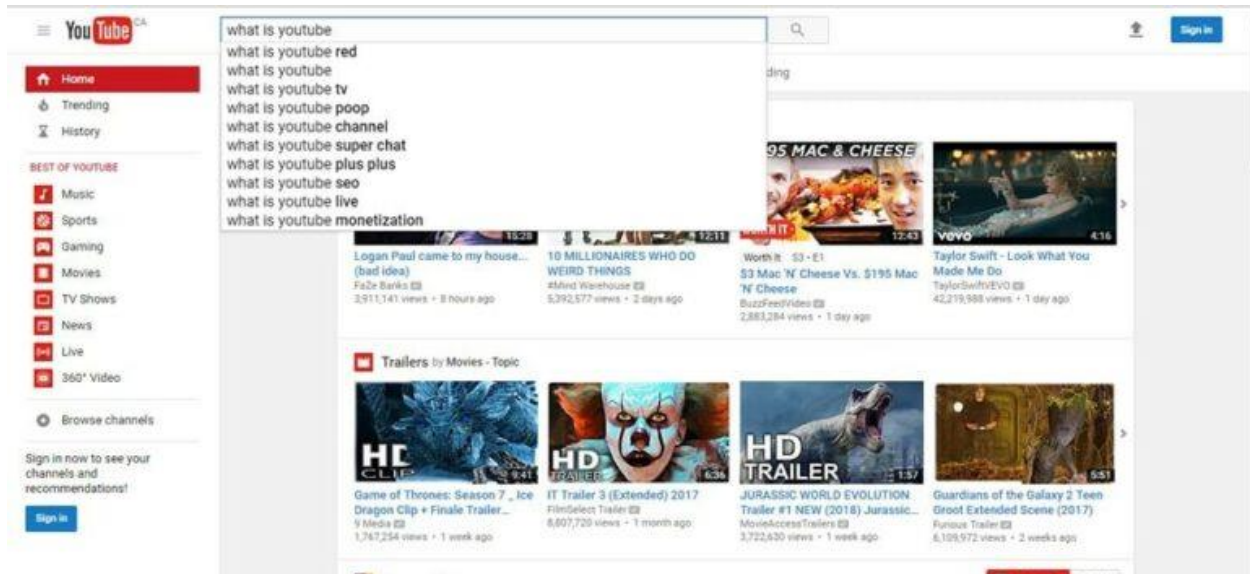 YouTube CA
what is youtube
Sign in
what is youtube red
what is youtube
what is youtube tv
what is youtube poop
what is youtube channel
what is youtube super chat
what is youtube plus plus
what is youtube seo
what is youtube live
what is youtube monetization
Home
Trending
History
BEST OF YOUTUBE
Music
Sports
Gaming
Movies
TV Shows
News
Live
360° Video
Browse channels
Sign in now to see your
channels and
recommendations!
Sign in
ding
15:28
Logan Paul came to my house...
(bad idea)
FaZe Banks
3,911,141 views • 8 hours ago
12:11
10 MILLIONAIRES WHO DO
WEIRD THINGS
#Mind Warehouse
5,392,577 views • 2 days ago
95 MAC & CHEESE
WORTH IT
12:43
Worth It S3 - E1
$3 Mac 'N' Cheese Vs. $195 Mac
'N' Cheese
BuzzFeedVideo
2,883,284 views • 1 day ago
vevo
4:16
Taylor Swift - Look What You
Made Me Do
TaylorSwiftVEVO
42,219,988 views • 1 day ago
Trailers by Movies - Topic
HD
CLIP
9:41
Game of Thrones: Season 7 _ Ice
Dragon Clip + Finale Trailer...
9 Media
1,767,254 views • 1 week ago
HD
TRAILER
6:36
IT Trailer 3 (Extended) 2017
FilmSelect Trailer
8,807,720 views • 1 month ago
HD
TRAILER
1:57
JURASSIC WORLD EVOLUTION
Trailer #1 NEW (2018) Jurassic...
MovieAccessTrailers
3,722,630 views • 1 week ago
5:51
Guardians of the Galaxy 2 Teen
Groot Extended Scene (2017)
Furious Trailer
6,109,972 views • 2 weeks ago